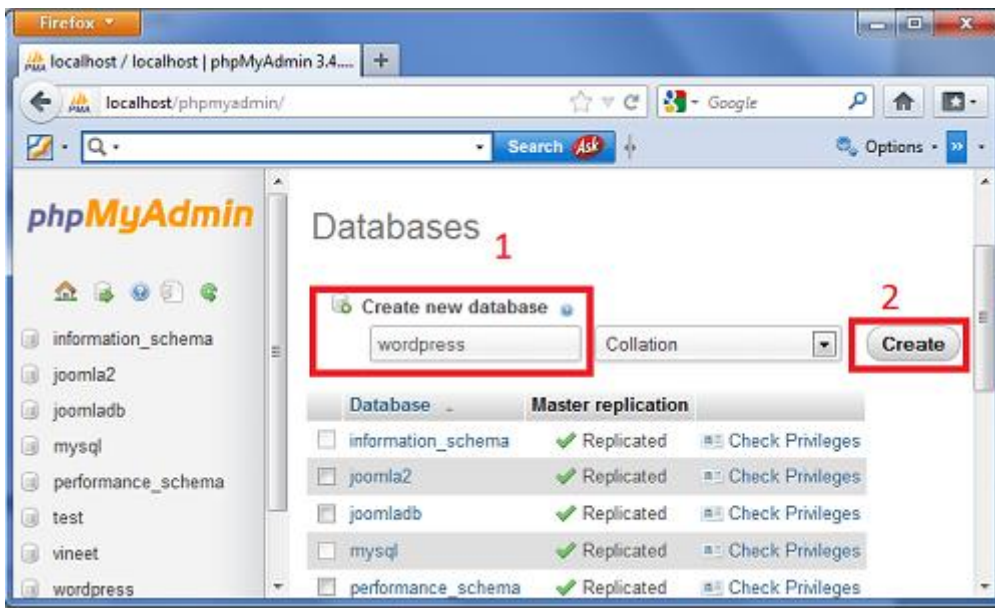 Firefox
localhost / localhost | phpMyAdmin 3.4....
localhost/phpmyadmin/
Google
Search Ask
Options
phpMyAdmin
information_schema
joomla2
joomladb
mysql
performance_schema
test
vineet
wordpress
Databases
1
Create new database
2
wordpress Collation Create
Database Master replication
information_schema Replicated Check Privileges
joomla2 Replicated Check Privileges
joomladb Replicated Check Privileges
mysql Replicated Check Privileges
performance_schema Replicated Check Privileges